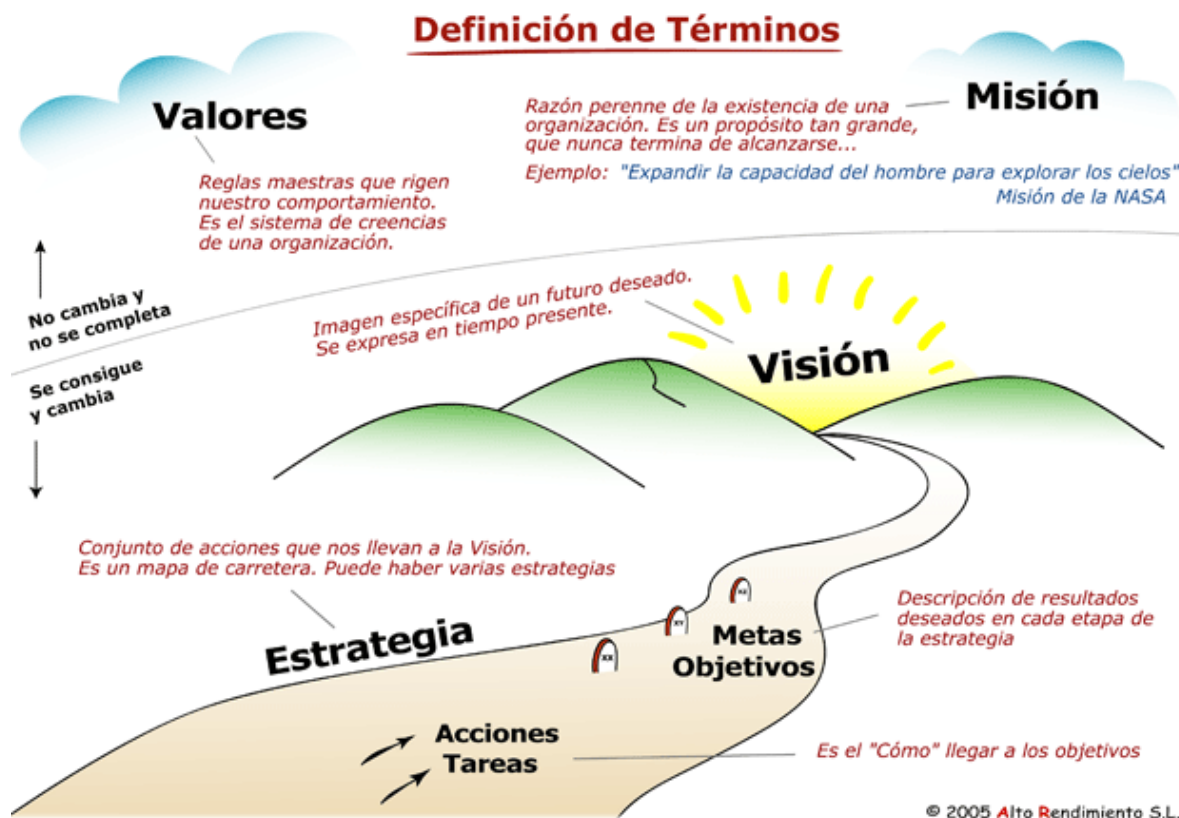 Definición de Términos
Valores
Reglas maestras que rigen
nuestro comportamiento.
Es el sistema de creencias
de una organización.
Misión
Razón perenne de la existencia de una
organización. Es un propósito tan grande,
que nunca termina de alcanzarse...
Ejemplo: "Expandir la capacidad del hombre para explorar los cielos"
Misión de la NASA
No cambia y
no se completa
Se consigue
y cambia
Imagen específica de un futuro deseado.
Se expresa en tiempo presente.
Visión
Conjunto de acciones que nos llevan a la Visión.
Es un mapa de carretera. Puede haber varias estrategias
Estrategia
XX
XY
XZ
Metas
Objetivos
Descripción de resultados
deseados en cada etapa de
la estrategia
Acciones
Tareas
Es el "Cómo" llegar a los objetivos
© 2005 Alto Rendimiento S.L.